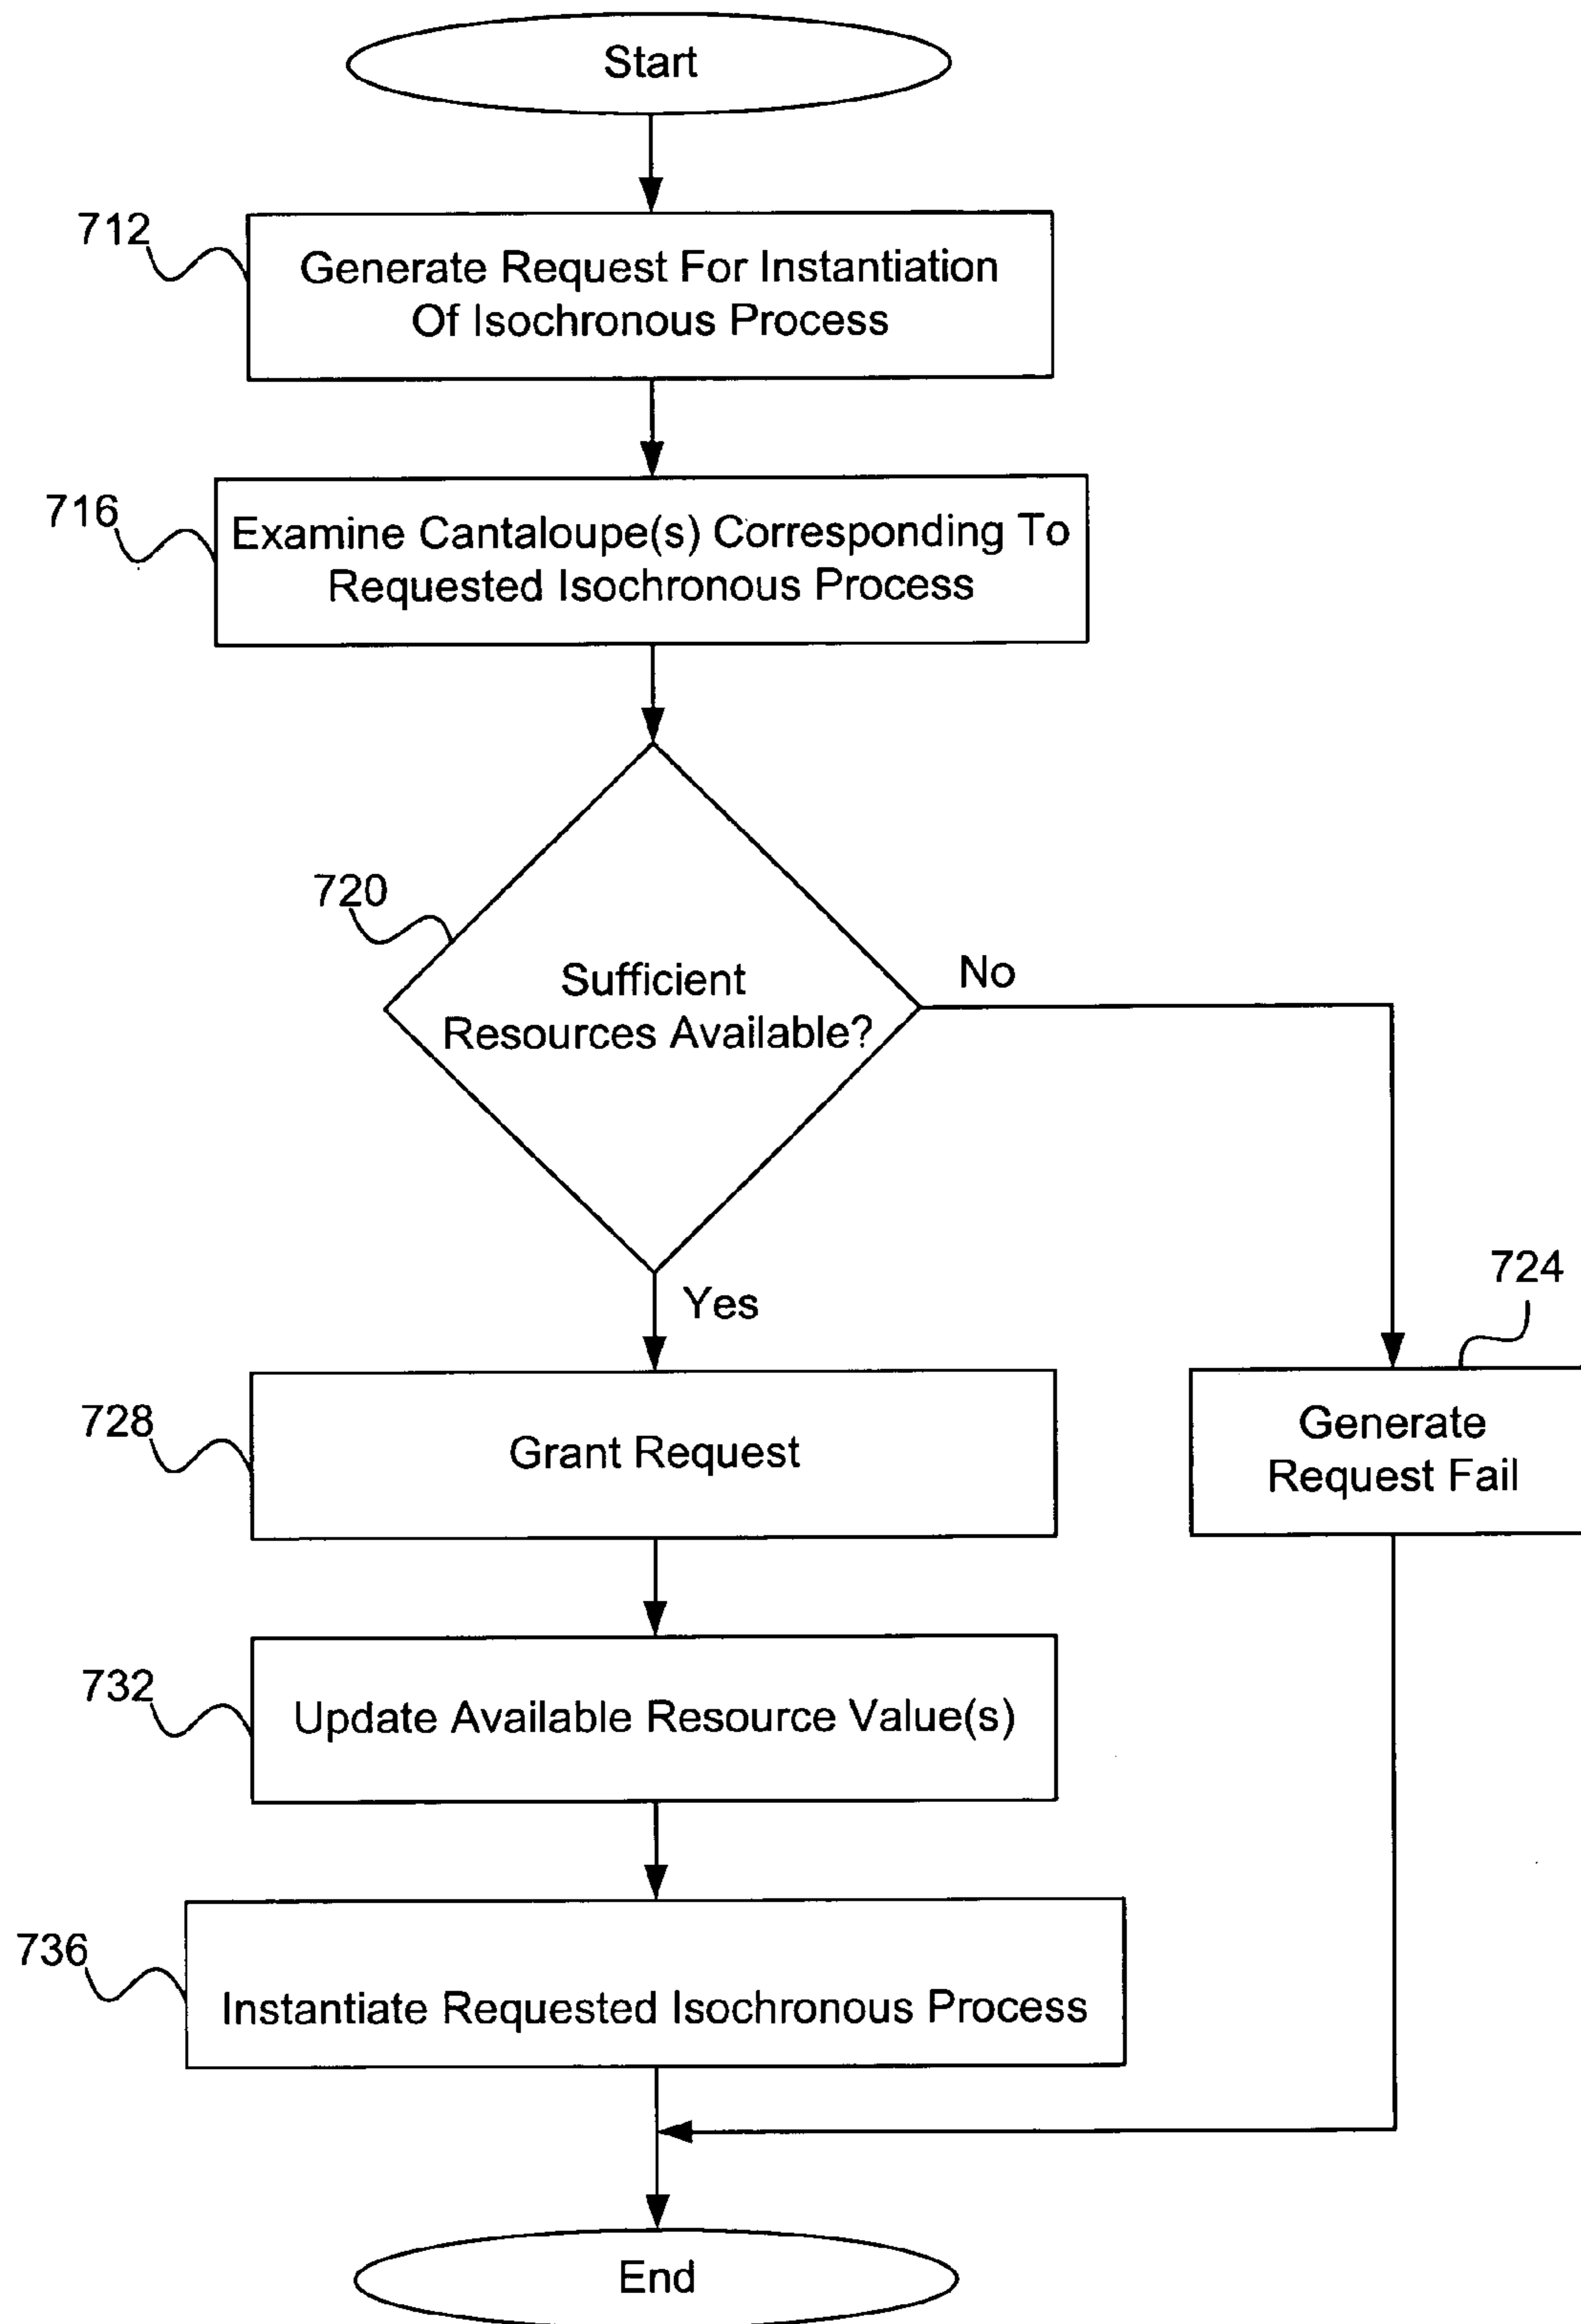 Start
712
Generate Request For Instantiation
Of Isochronous Process
716
Examine Cantaloupe(s) Corresponding To
Requested Isochronous Process
720
Sufficient
Resources Available?
No
Yes
724
728
Grant Request
Generate
Request Fail
732
Update Available Resource Value(s)
736
Instantiate Requested Isochronous Process
End